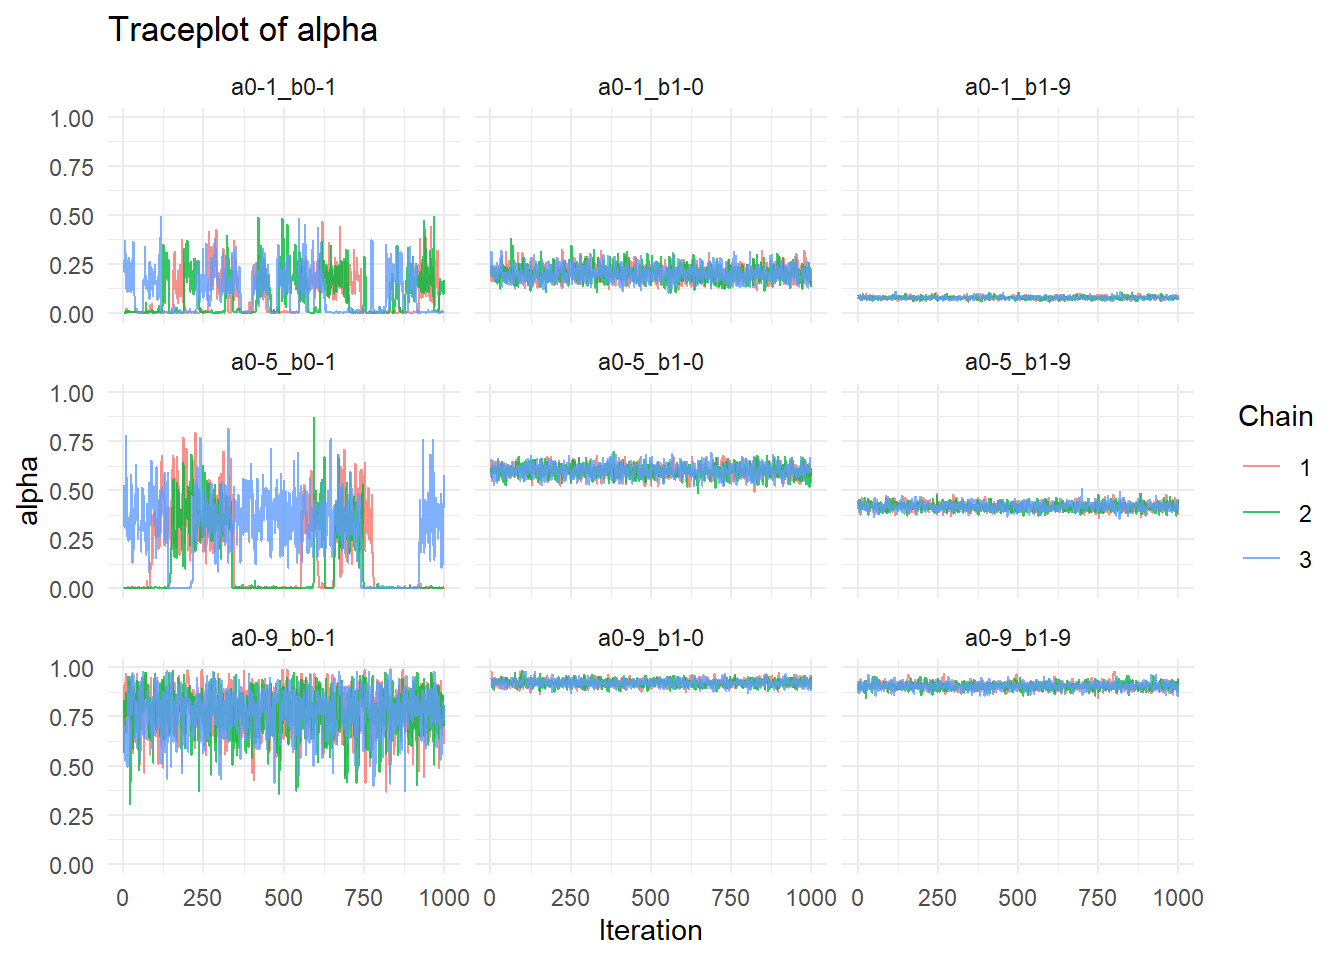 Traceplot of alpha
a0-1_b0-1 a0-1_b1-0 a0-1_b1-9
1.00
0.75
0.50
0.25
0.00
a0-5_b0-1 a0-5_b1-0 a0-5_b1-9
1.00
0.75
0.50
0.25
0.00
a0-9_b0-1 a0-9_b1-0 a0-9_b1-9
1.00
0.75
0.50
0.25
0.00
alpha
0 250 500 750 1000 0 250 500 750 1000 0 250 500 750 1000
Iteration
Chain
1
2
3